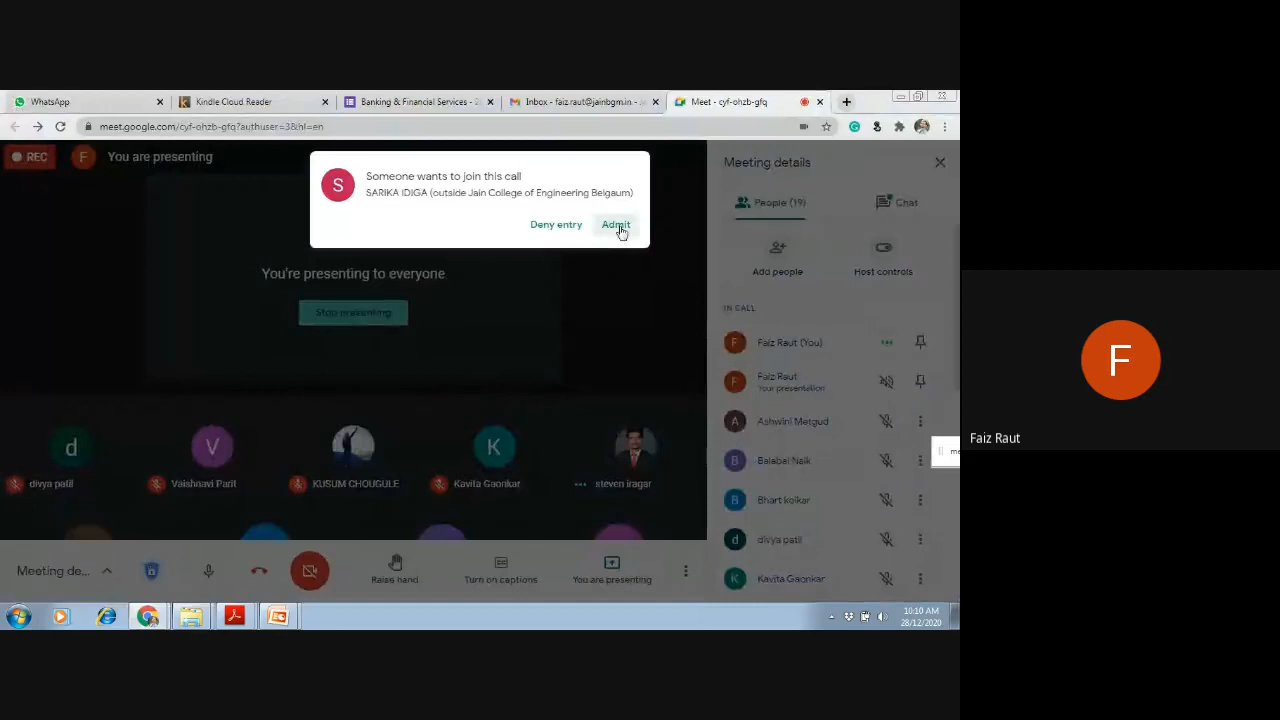 WhatsApp
Kindle Cloud Reader
Banking & Financial Services - 2
Inbox - faiz.raut@jainbgm.in -
Meet - cyf-ohzb-gfq
meet.google.com/cyf-ohzb-gfq?authuser=3&hl=en
REC
F
You are presenting
S
Someone wants to join this call
SARIKA IDIGA (outside Jain College of Engineering Belgaum)
Deny entry
Admit
You're presenting to everyone
Stop presenting
d
V
K
divya patil
Vaishnavi Parit
KUSUM CHOUGULE
Kavita Gaonkar
steven iragar
Meeting de...
Raise hand
Turn on captions
You are presenting
Meeting details
People (19)
Chat
Add people
Host controls
IN CALL
F
Faiz Raut (You)
F
Faiz Raut
Your presentation
A
Ashwini Metgud
B
Balabai Naik
B
Bhart kolkar
d
divya patil
K
Kavita Gaonkar
10:10 AM
28/12/2020
F
Faiz Raut